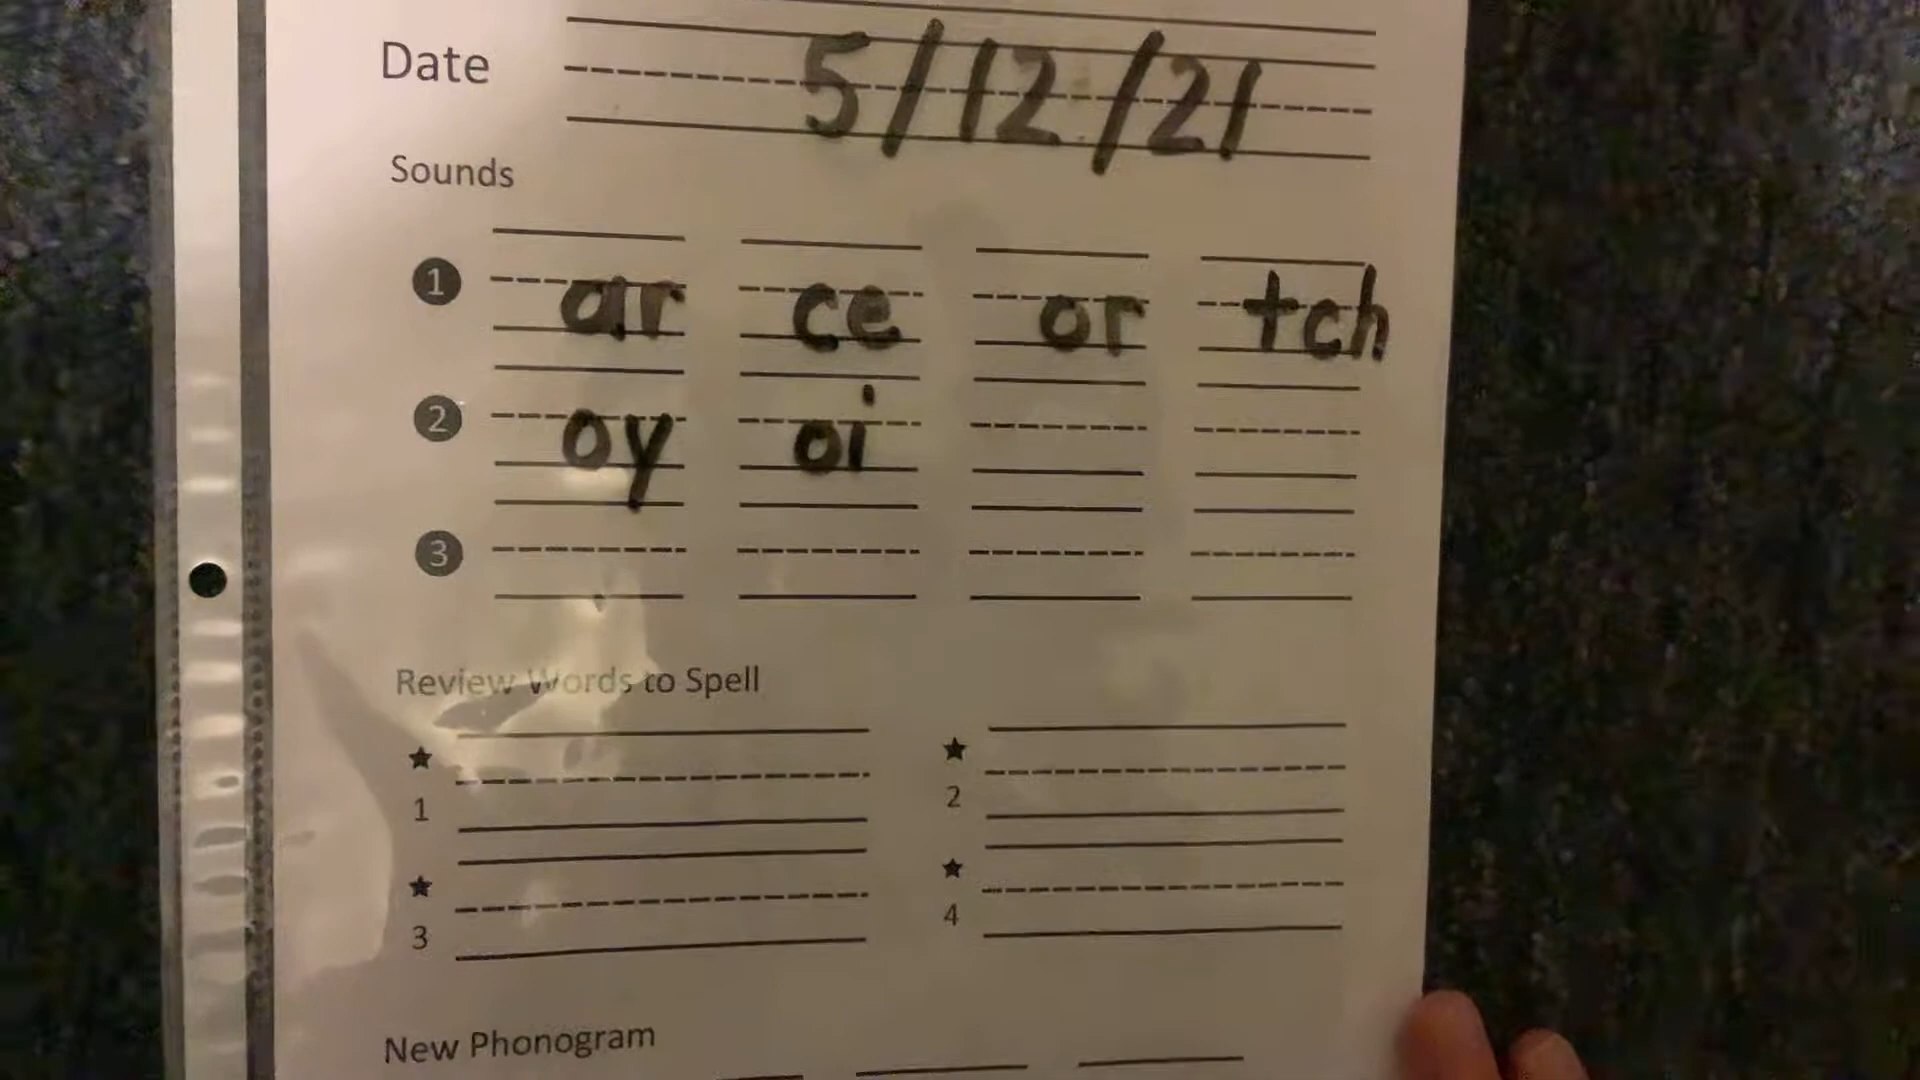 Date 5/12/21
Sounds
1 ar ce or tch
2 oy oi
3
Review Words to Spell
★ ★
1 2
★ ★
3 4
New Phonogram